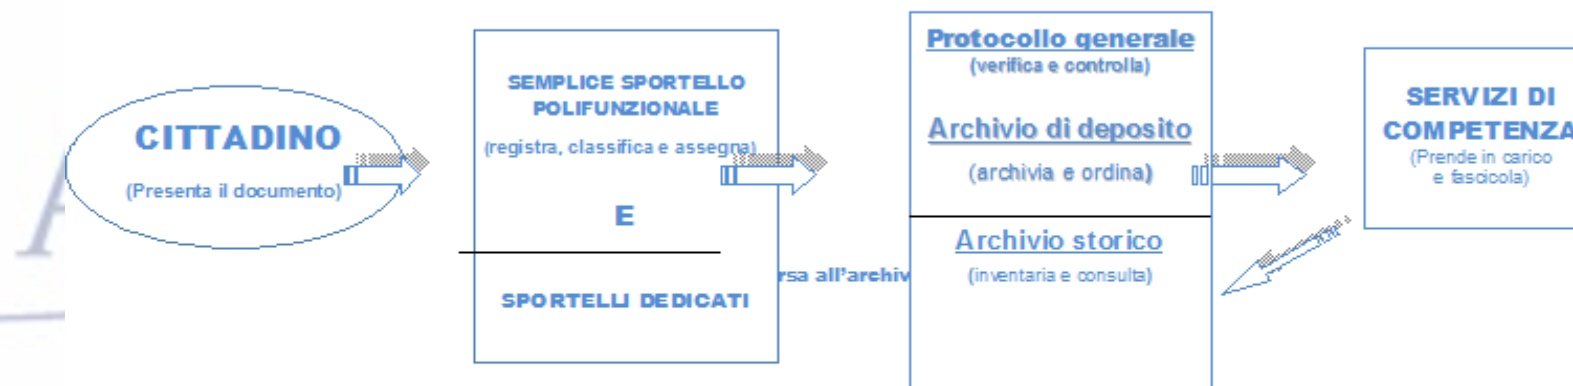 CITTADINO
(Presenta il documento)
SEMPLICE SPORTELLO
POLIFUNZIONALE
(registra, classifica e assegna)
E
SPORTELLI DEDICATI
rsa all'archiv
Protocollo generale
(verifica e controlla)
Archivio di deposito
(archivia e ordina)
Archivio storico
(inventaria e consulta)
SERVIZI DI
COMPETENZA
(Prende in carico
e fascicola)